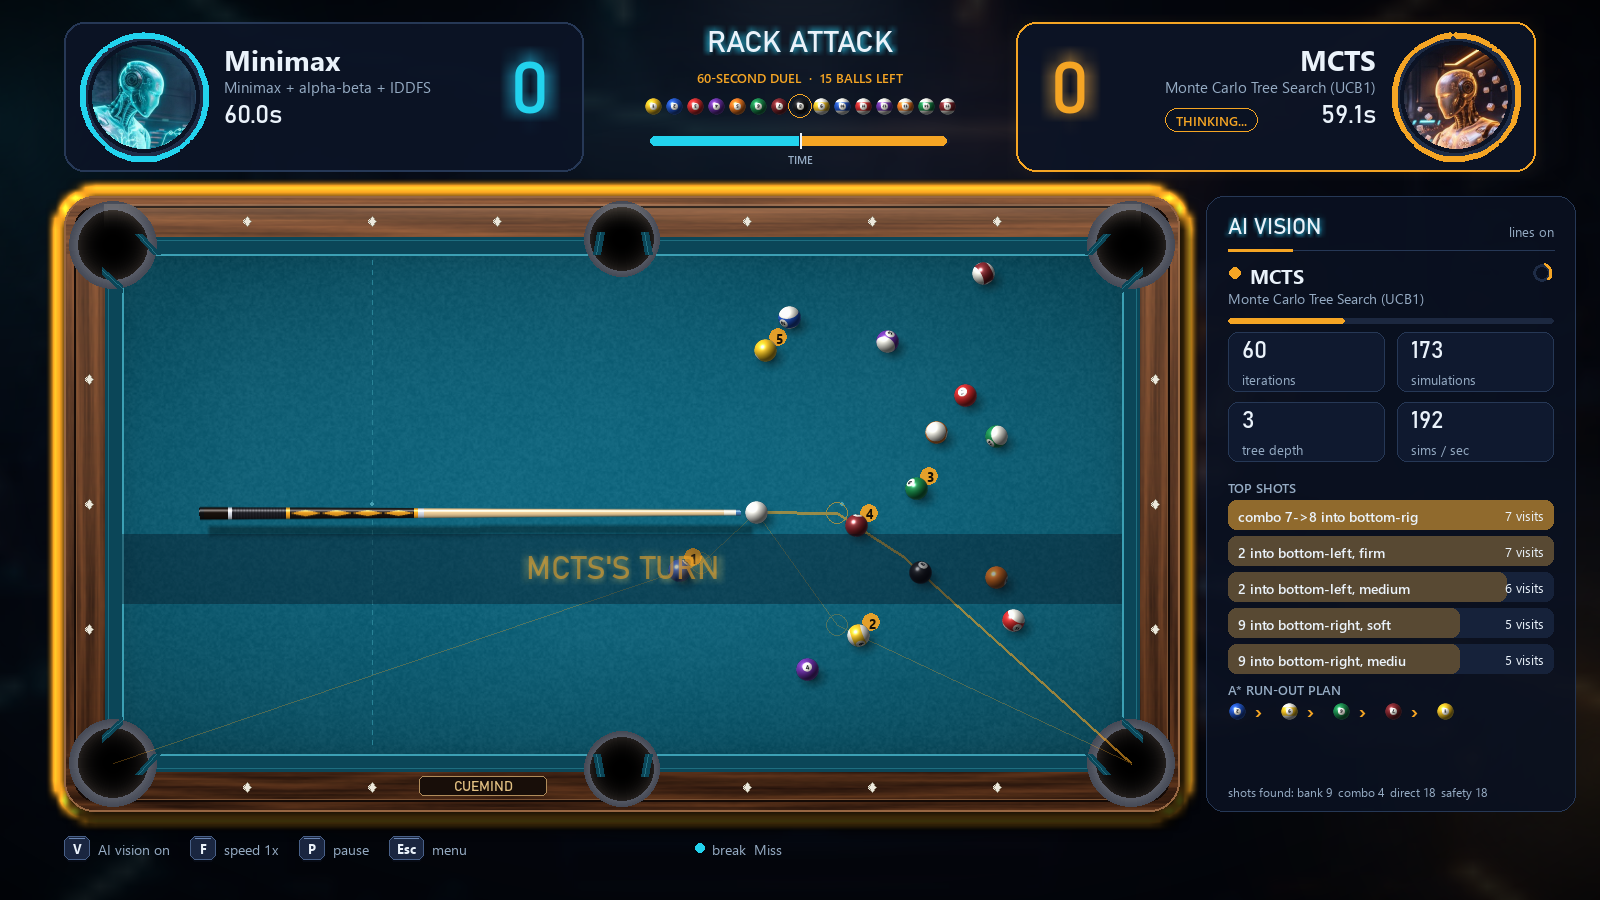 Minimax
Minimax + alpha-beta + IDDFS
60.0s
0
RACK ATTACK
60-SECOND DUEL · 15 BALLS LEFT
TIME
0
MCTS
Monte Carlo Tree Search (UCB1)
THINKING...
59.1s
AI VISION
lines on
MCTS
Monte Carlo Tree Search (UCB1)
60
iterations
173
simulations
3
tree depth
192
sims / sec
TOP SHOTS
combo 7->8 into bottom-rig 7 visits
2 into bottom-left, firm 7 visits
2 into bottom-left, medium 6 visits
9 into bottom-right, soft 5 visits
9 into bottom-right, mediu 5 visits
A* RUN-OUT PLAN
shots found: bank 9 combo 4 direct 18 safety 18
5
3
4
1
MCTS'S TURN
2
CUEMIND
V AI vision on F speed 1x P pause Esc menu
break Miss